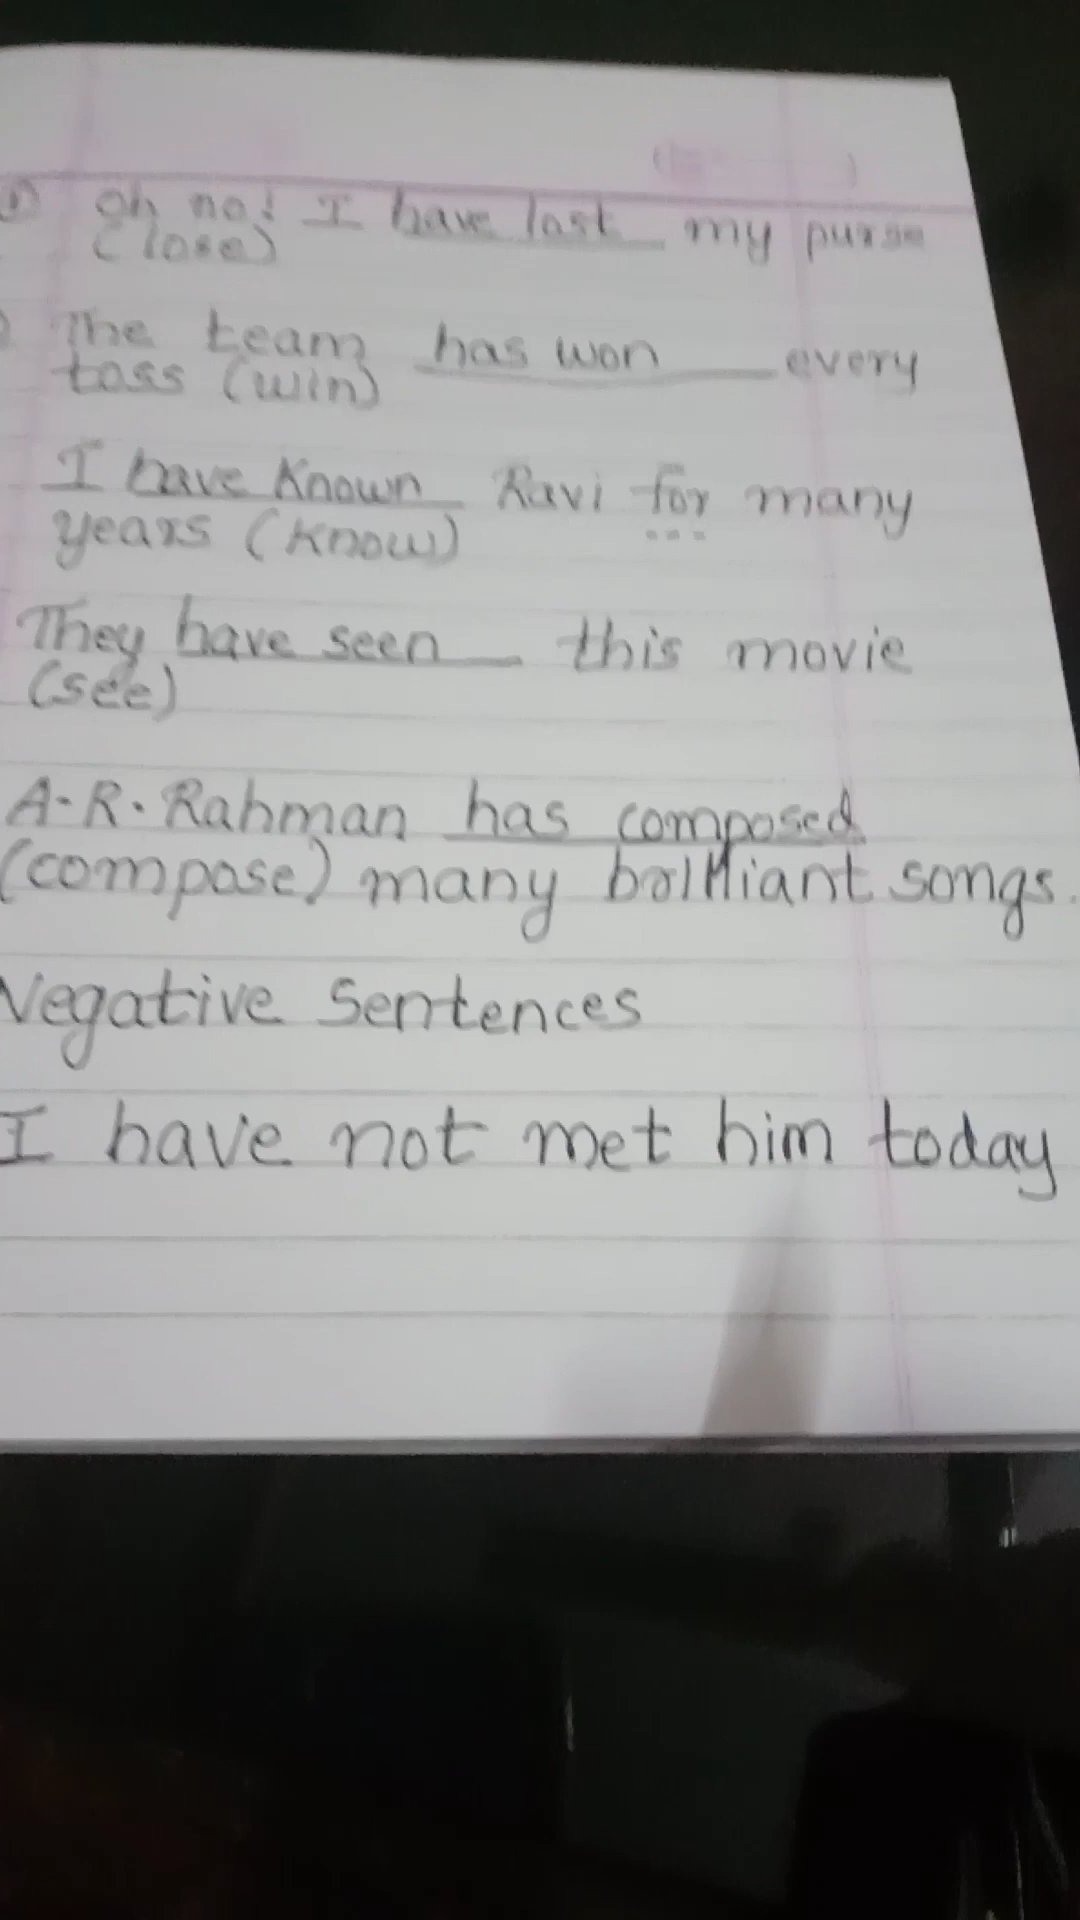 ① Oh no! I have lost my purse
(lose)
The team has won every
toss (win)
I have Known Ravi for many
years (Know)
They have seen this movie
(see)
A.R. Rahman has composed
(compose) many brilliant songs.
Negative Sentences
I have not met him today